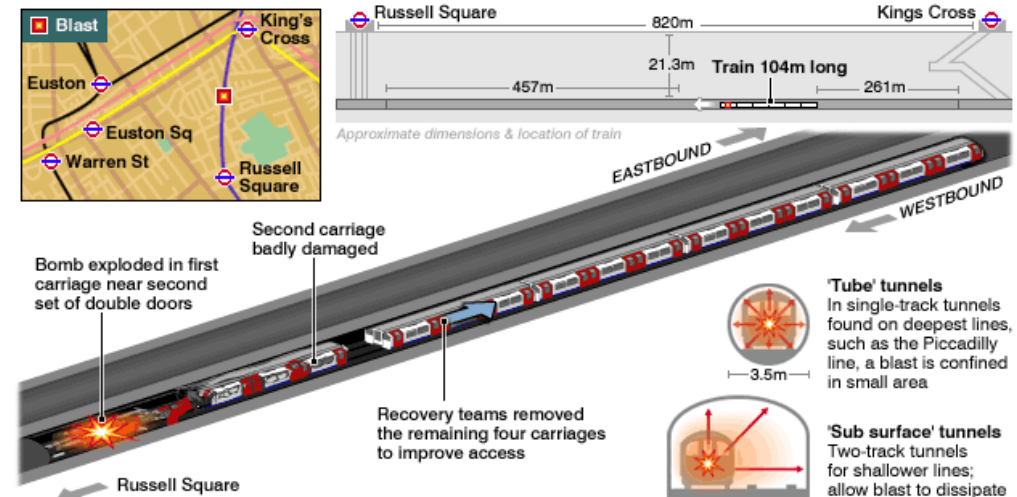 Blast
King's
Cross
Euston
Euston Sq
Warren St
Russell
Square
Russell Square
Kings Cross
820m
21.3m
Train 104m long
457m
261m
Approximate dimensions & location of train
EASTBOUND
WESTBOUND
Second carriage
badly damaged
Bomb exploded in first
carriage near second
set of double doors
Recovery teams removed
the remaining four carriages
to improve access
Russell Square
'Tube' tunnels
In single-track tunnels
found on deepest lines,
such as the Piccadilly
line, a blast is confined
in small area
3.5m
'Sub surface' tunnels
Two-track tunnels
for shallower lines;
allow blast to dissipate